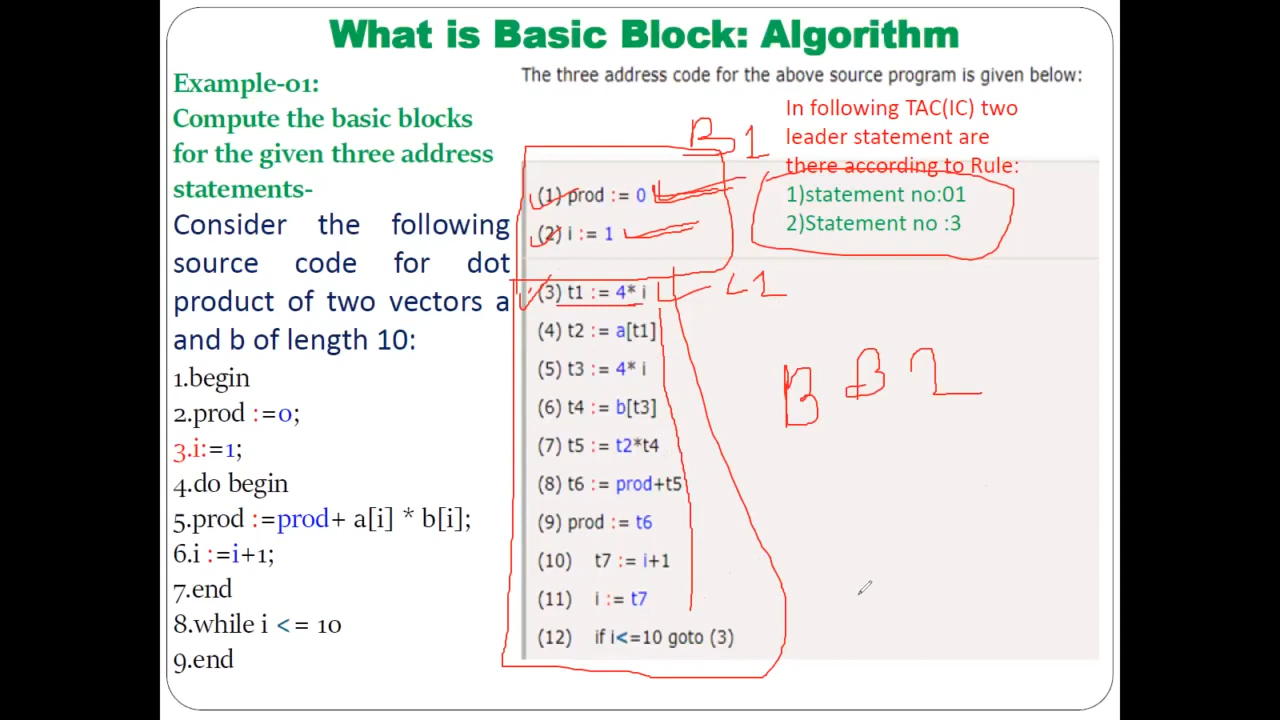 What is Basic Block: Algorithm
Example-01:
Compute the basic blocks
for the given three address
statements-
Consider the following
source code for dot
product of two vectors a
and b of length 10:
1.begin
2.prod :=0;
3.i:=1;
4.do begin
5.prod :=prod+ a[i] * b[i];
6.i :=i+1;
7.end
8.while i <= 10
9.end
The three address code for the above source program is given below:
In following TAC(IC) two
leader statement are
there according to Rule:
1)statement no:01
2)Statement no :3
B1
(1) prod := 0
(2) i := 1
(3) t1 := 4* i
L1
(4) t2 := a[t1]
(5) t3 := 4* i
(6) t4 := b[t3]
(7) t5 := t2*t4
(8) t6 := prod+t5
(9) prod := t6
(10) t7 := i+1
(11) i := t7
(12) if i<=10 goto (3)
B B 2